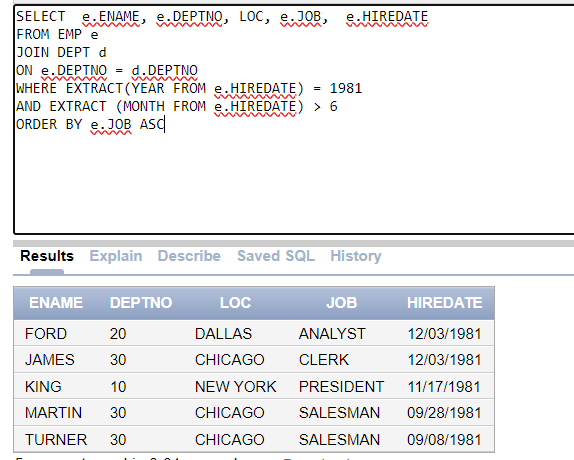 SELECT e.ENAME, e.DEPTNO, LOC, e.JOB, e.HIREDATE
FROM EMP e
JOIN DEPT d
ON e.DEPTNO = d.DEPTNO
WHERE EXTRACT(YEAR FROM e.HIREDATE) = 1981
AND EXTRACT (MONTH FROM e.HIREDATE) > 6
ORDER BY e.JOB ASC
Results Explain Describe Saved SQL History
ENAME DEPTNO LOC JOB HIREDATE
FORD 20 DALLAS ANALYST 12/03/1981
JAMES 30 CHICAGO CLERK 12/03/1981
KING 10 NEW YORK PRESIDENT 11/17/1981
MARTIN 30 CHICAGO SALESMAN 09/28/1981
TURNER 30 CHICAGO SALESMAN 09/08/1981